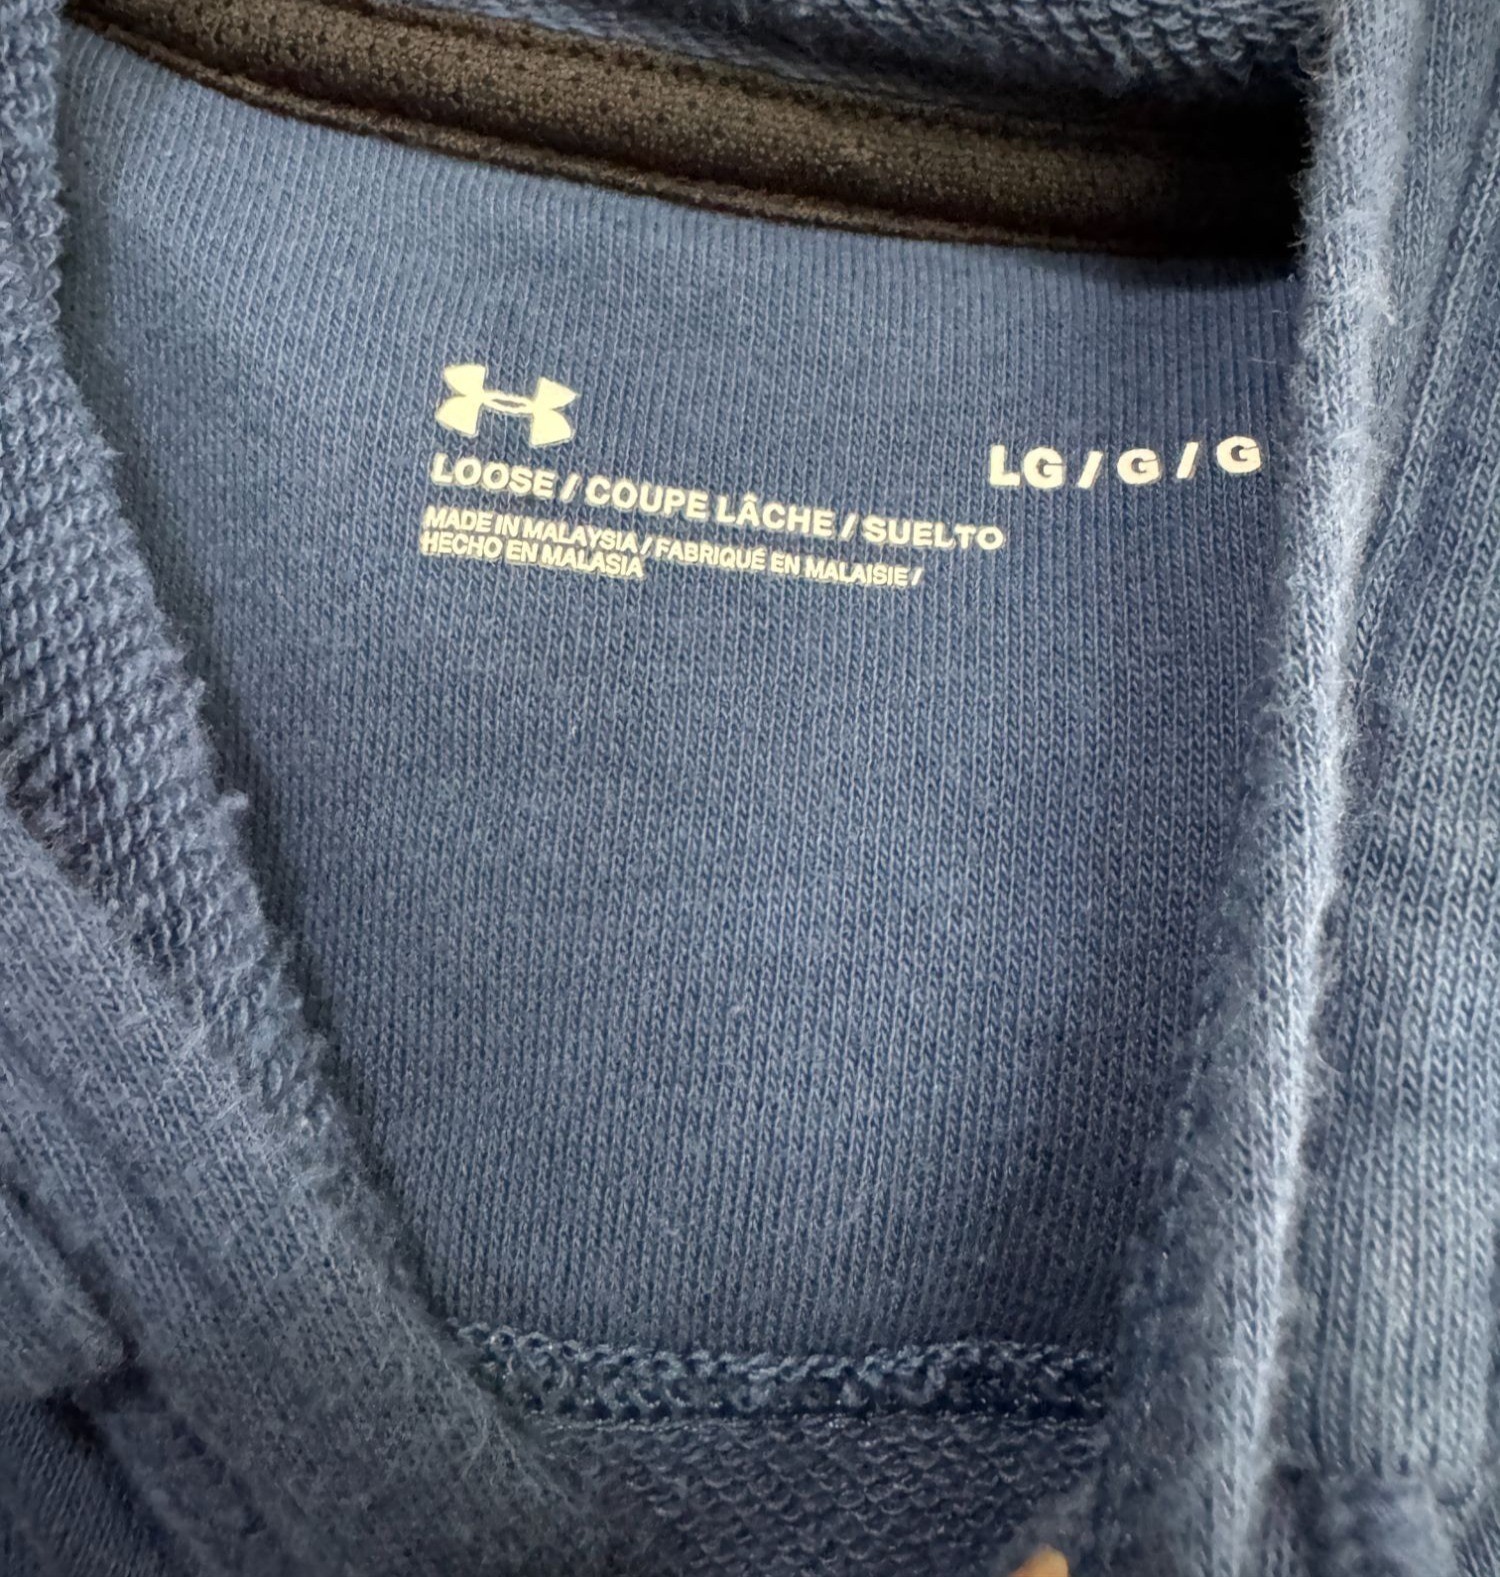 LG / G / G
LOOSE / COUPE LÂCHE / SUELTO
MADE IN MALAYSIA / FABRIQUÉ EN MALAISIE /
HECHO EN MALASIA